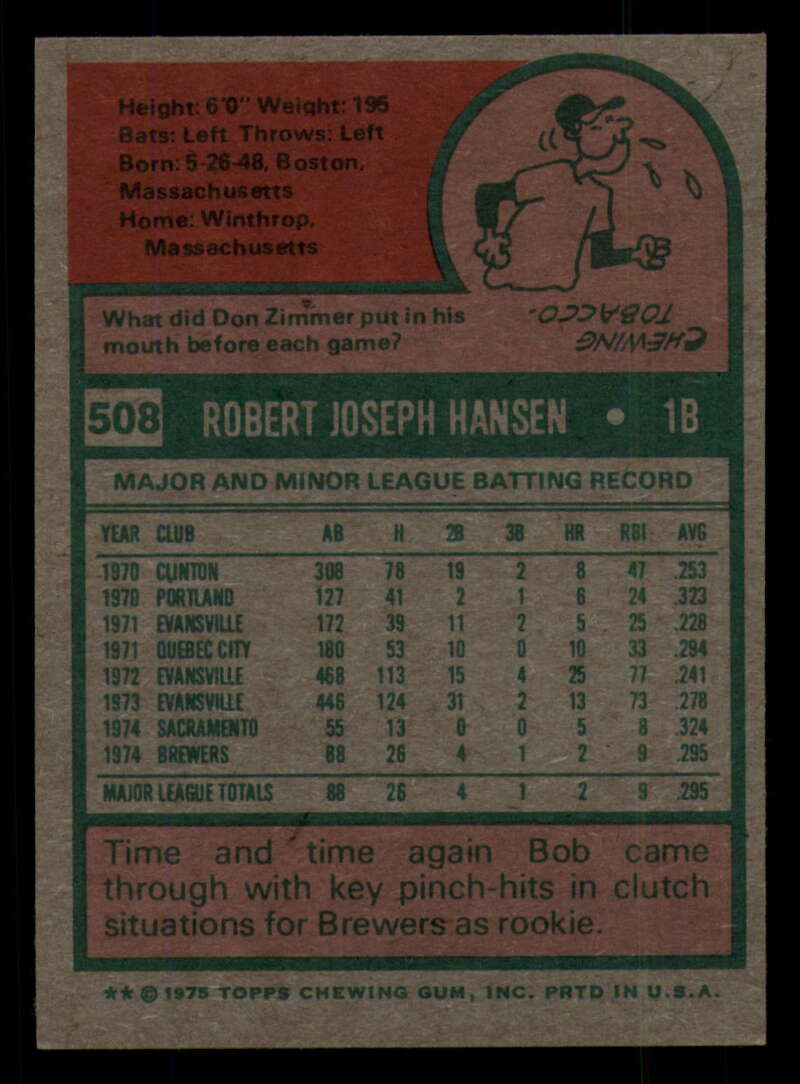 Height: 6'0" Weight: 195
Bats: Left Throws: Left
Born: 5-26-48, Boston,
Massachusetts
Home: Winthrop,
Massachusetts
What did Don Zimmer put in his
mouth before each game?
CHEWING
TOBACCO.
508 ROBERT JOSEPH HANSEN • 1B
MAJOR AND MINOR LEAGUE BATTING RECORD
YEAR CLUB AB H 2B 3B HR RBI AVG
1970 CLINTON 308 78 19 2 8 47 .253
1970 PORTLAND 127 41 2 1 6 24 .323
1971 EVANSVILLE 172 39 11 2 5 25 .228
1971 QUEBEC CITY 180 53 10 0 10 33 .294
1972 EVANSVILLE 468 113 15 4 25 77 .241
1973 EVANSVILLE 446 124 31 2 13 73 .278
1974 SACRAMENTO 55 13 0 0 5 8 .324
1974 BREWERS 88 26 4 1 2 9 .295
MAJOR LEAGUE TOTALS 88 26 4 1 2 9 .295
Time and time again Bob came
through with key pinch-hits in clutch
situations for Brewers as rookie.
** © 1975 TOPPS CHEWING GUM, INC. PRTD IN U.S.A.